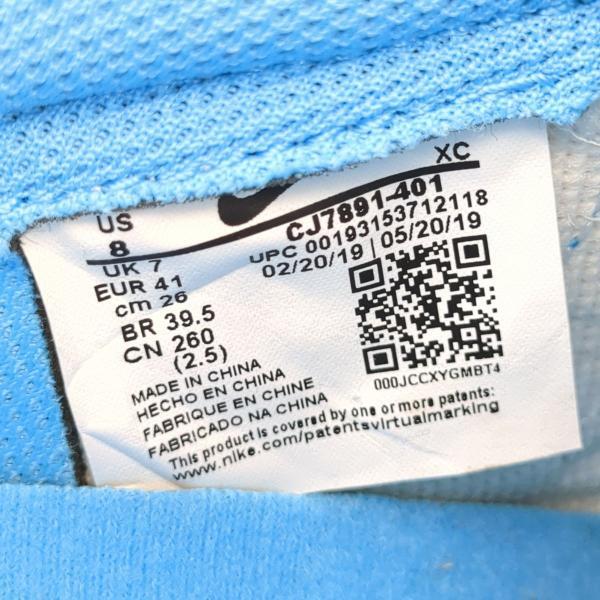 XC
US
8
UK 7
EUR 41
cm 26
BR 39.5
CN 260
(2.5)
CJ7891-401
UPC 00193153712118
02/20/19 | 05/20/19
000JCCXYGMBT4
MADE IN CHINA
HECHO EN CHINA
FABRIQUE EN CHINE
FABRICADO NA CHINA
This product is covered by one or more patents:
www.nike.com/patentsvirtualmarking